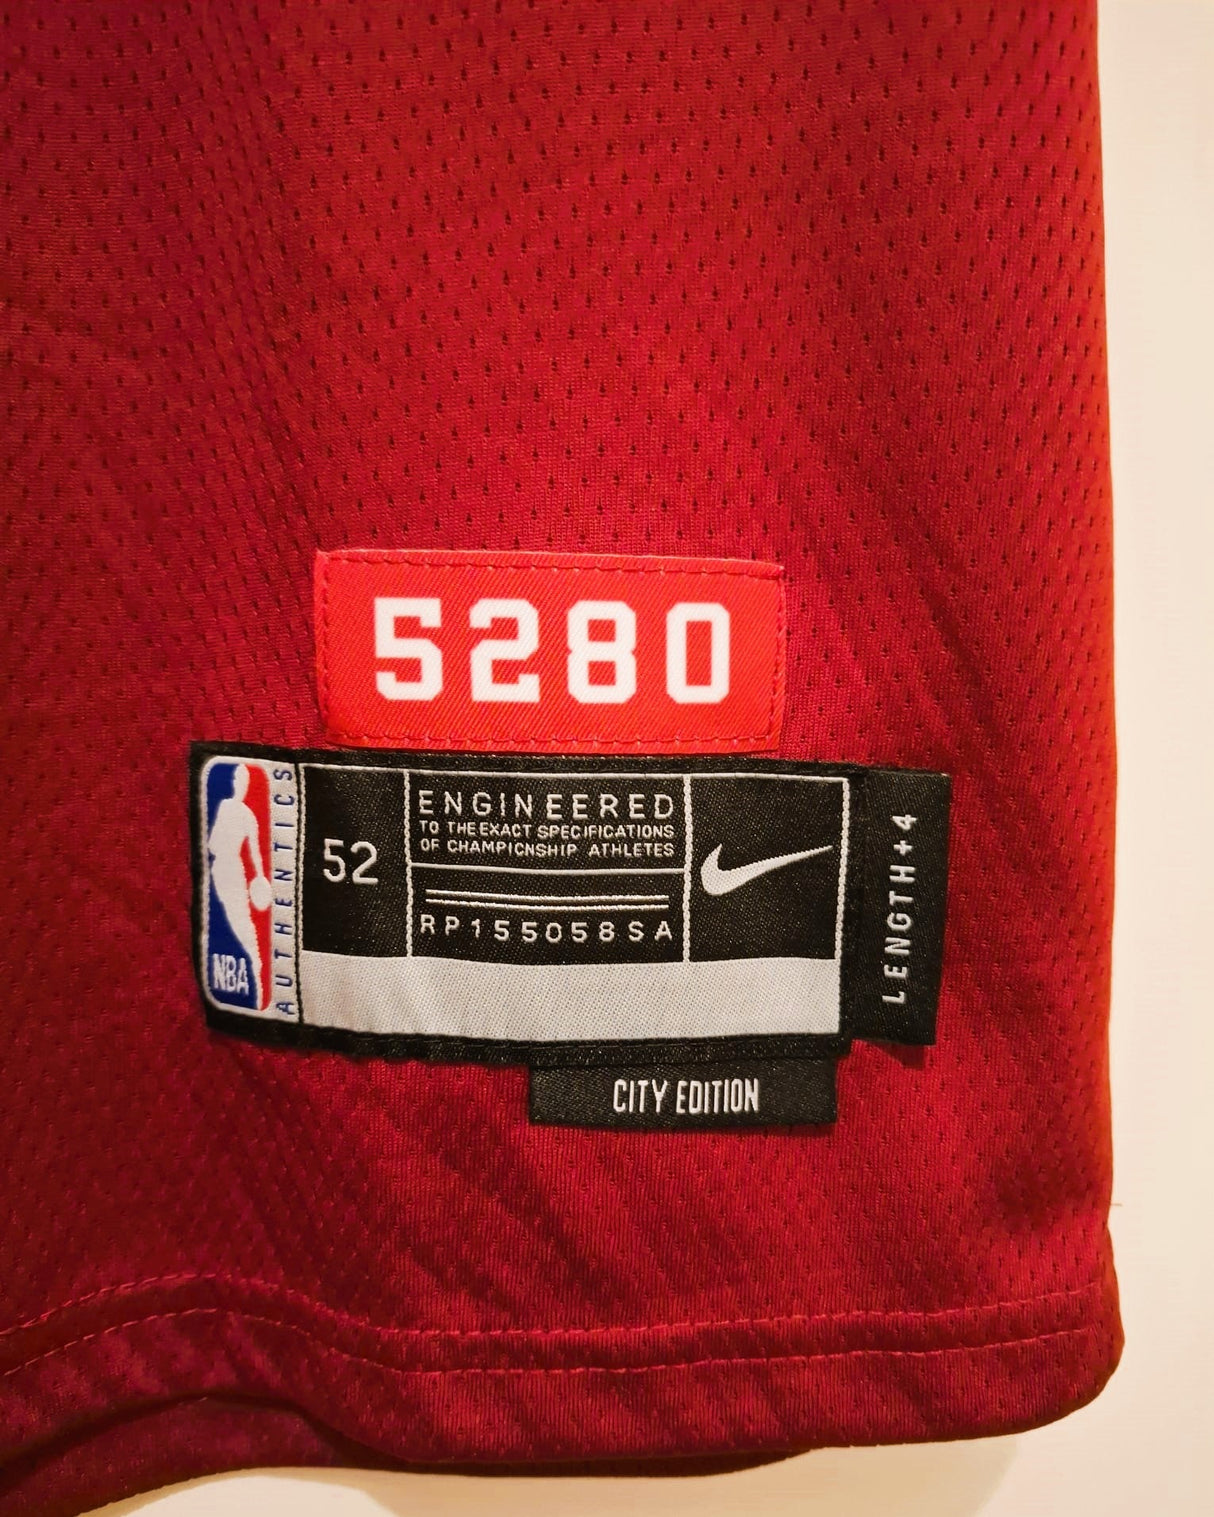 5280
NBA
AUTHENTICS
52
ENGINEERED
TO THE EXACT SPECIFICATIONS
OF CHAMPIONSHIP ATHLETES
RP155058SA
LENGTH+4
CITY EDITION